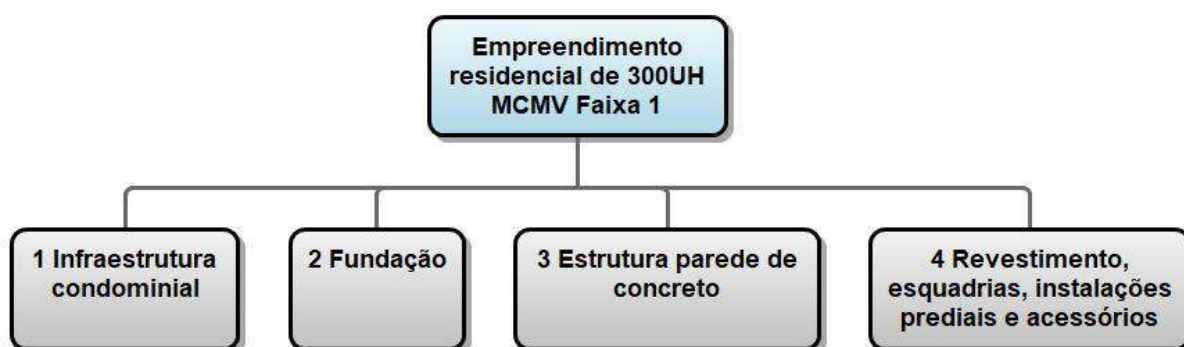 Empreendimento
residencial de 300UH
MCMV Faixa 1
1 Infraestrutura
condominial
2 Fundação
3 Estrutura parede de
concreto
4 Revestimento,
esquadrias, instalações
prediais e acessórios